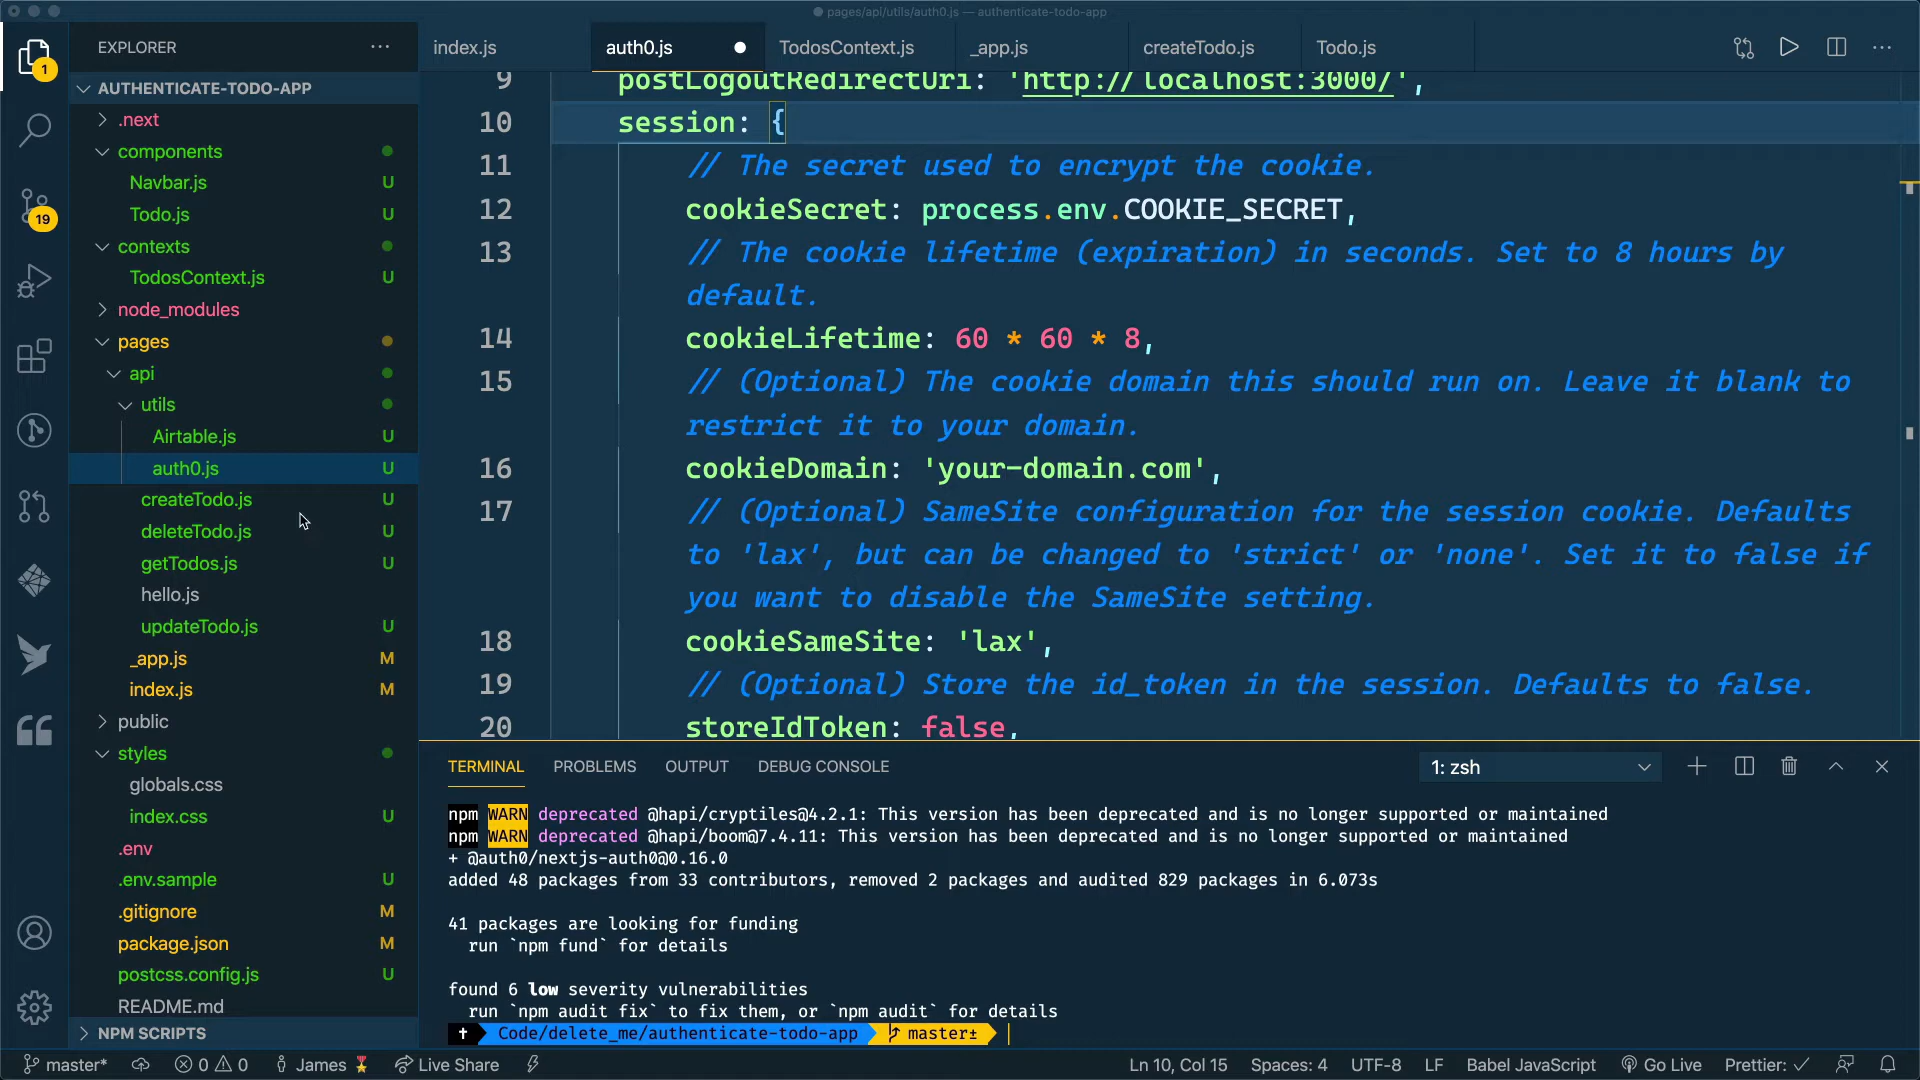 pages/api/utils/auth0.js — authenticate-todo-app
EXPLORER
index.js
auth0.js
TodosContext.js
_app.js
createTodo.js
Todo.js
1
19
AUTHENTICATE-TODO-APP
.next
components
Navbar.js U
Todo.js U
contexts
TodosContext.js U
node_modules
pages
api
utils
Airtable.js U
auth0.js U
createTodo.js U
deleteTodo.js U
getTodos.js U
hello.js
updateTodo.js U
_app.js M
index.js M
public
styles
globals.css
index.css U
.env
.env.sample U
.gitignore M
package.json M
postcss.config.js U
README.md
NPM SCRIPTS
9 postLogoutRedirectUri: 'http://localhost:3000/',
10 session: {
11 // The secret used to encrypt the cookie.
12 cookieSecret: process.env.COOKIE_SECRET,
13 // The cookie lifetime (expiration) in seconds. Set to 8 hours by
default.
14 cookieLifetime: 60 * 60 * 8,
15 // (Optional) The cookie domain this should run on. Leave it blank to
restrict it to your domain.
16 cookieDomain: 'your-domain.com',
17 // (Optional) SameSite configuration for the session cookie. Defaults
to 'lax', but can be changed to 'strict' or 'none'. Set it to false if
you want to disable the SameSite setting.
18 cookieSameSite: 'lax',
19 // (Optional) Store the id_token in the session. Defaults to false.
20 storeIdToken: false,
TERMINAL PROBLEMS OUTPUT DEBUG CONSOLE 1: zsh
npm WARN deprecated @hapi/cryptiles@4.2.1: This version has been deprecated and is no longer supported or maintained
npm WARN deprecated @hapi/boom@7.4.11: This version has been deprecated and is no longer supported or maintained
+ @auth0/nextjs-auth0@0.16.0
added 48 packages from 33 contributors, removed 2 packages and audited 829 packages in 6.073s
41 packages are looking for funding
run `npm fund` for details
found 6 low severity vulnerabilities
run `npm audit fix` to fix them, or `npm audit` for details
Code/delete_me/authenticate-todo-app master±
master* 0 0 James Live Share Ln 10, Col 15 Spaces: 4 UTF-8 LF Babel JavaScript Go Live Prettier: ✓